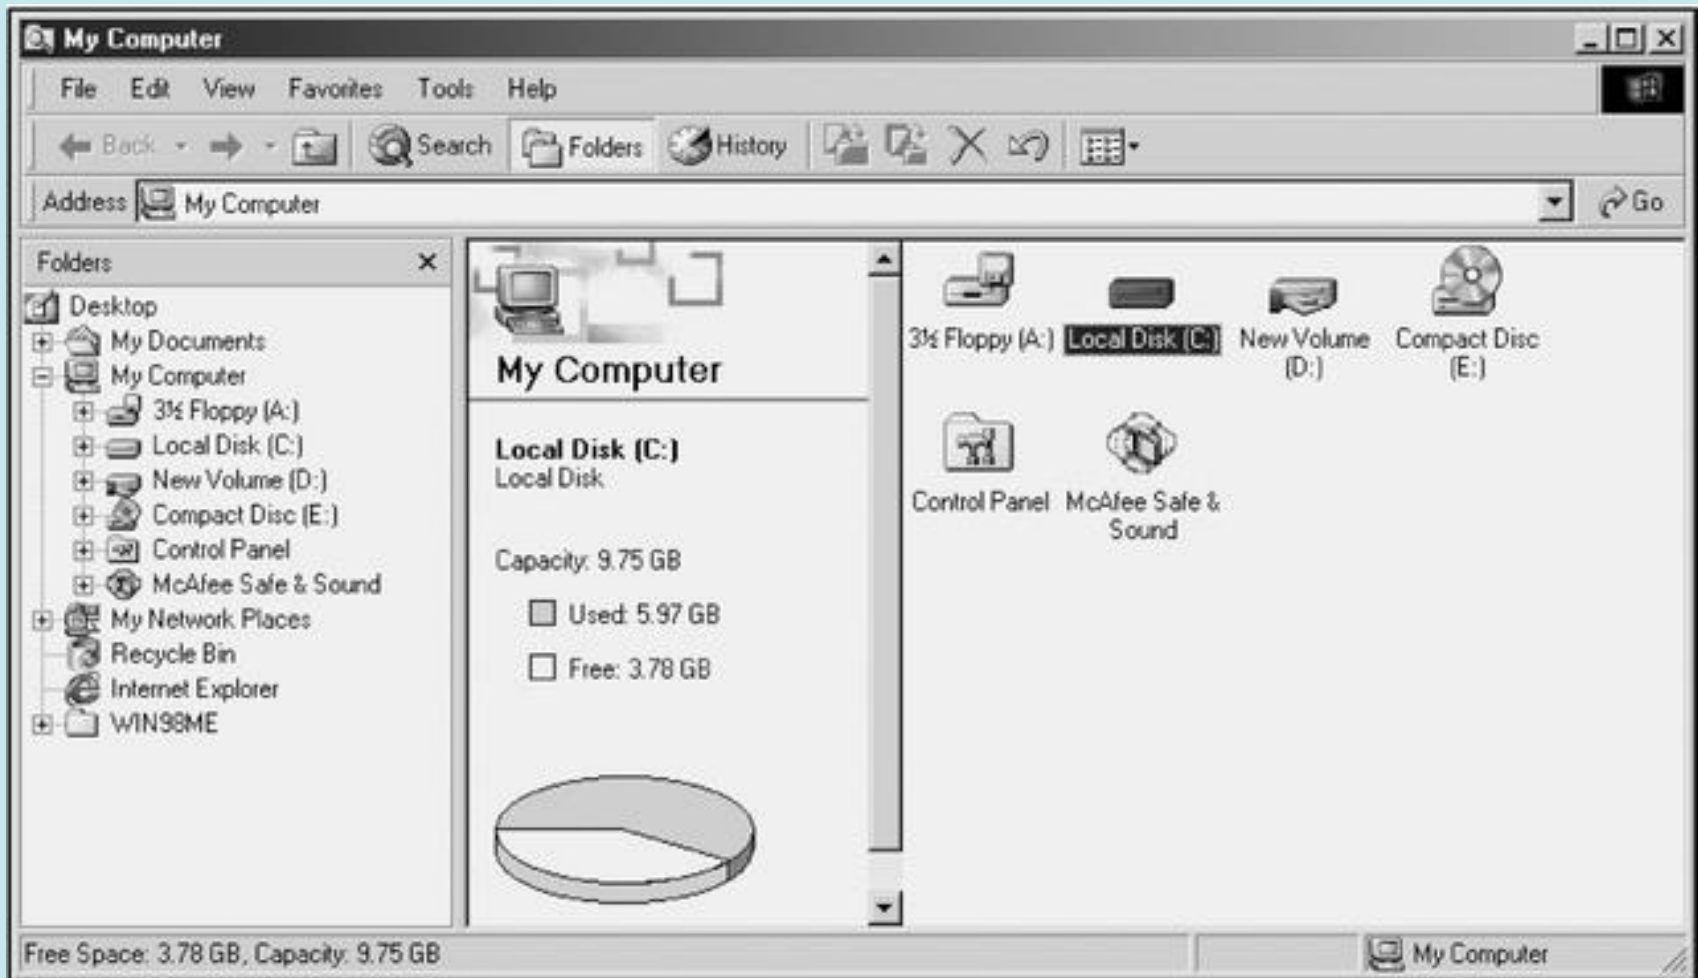 My Computer
File Edit View Favorites Tools Help
Back Search Folders History
Address My Computer Go
Folders
Desktop
My Documents
My Computer
3½ Floppy (A:)
Local Disk (C:)
New Volume (D:)
Compact Disc (E:)
Control Panel
McAfee Safe & Sound
My Network Places
Recycle Bin
Internet Explorer
WIN98ME
My Computer
Local Disk (C:)
Local Disk
Capacity: 9.75 GB
Used: 5.97 GB
Free: 3.78 GB
3½ Floppy (A:) Local Disk (C:) New Volume (D:) Compact Disc (E:)
Control Panel McAfee Safe & Sound
Free Space: 3.78 GB, Capacity: 9.75 GB My Computer